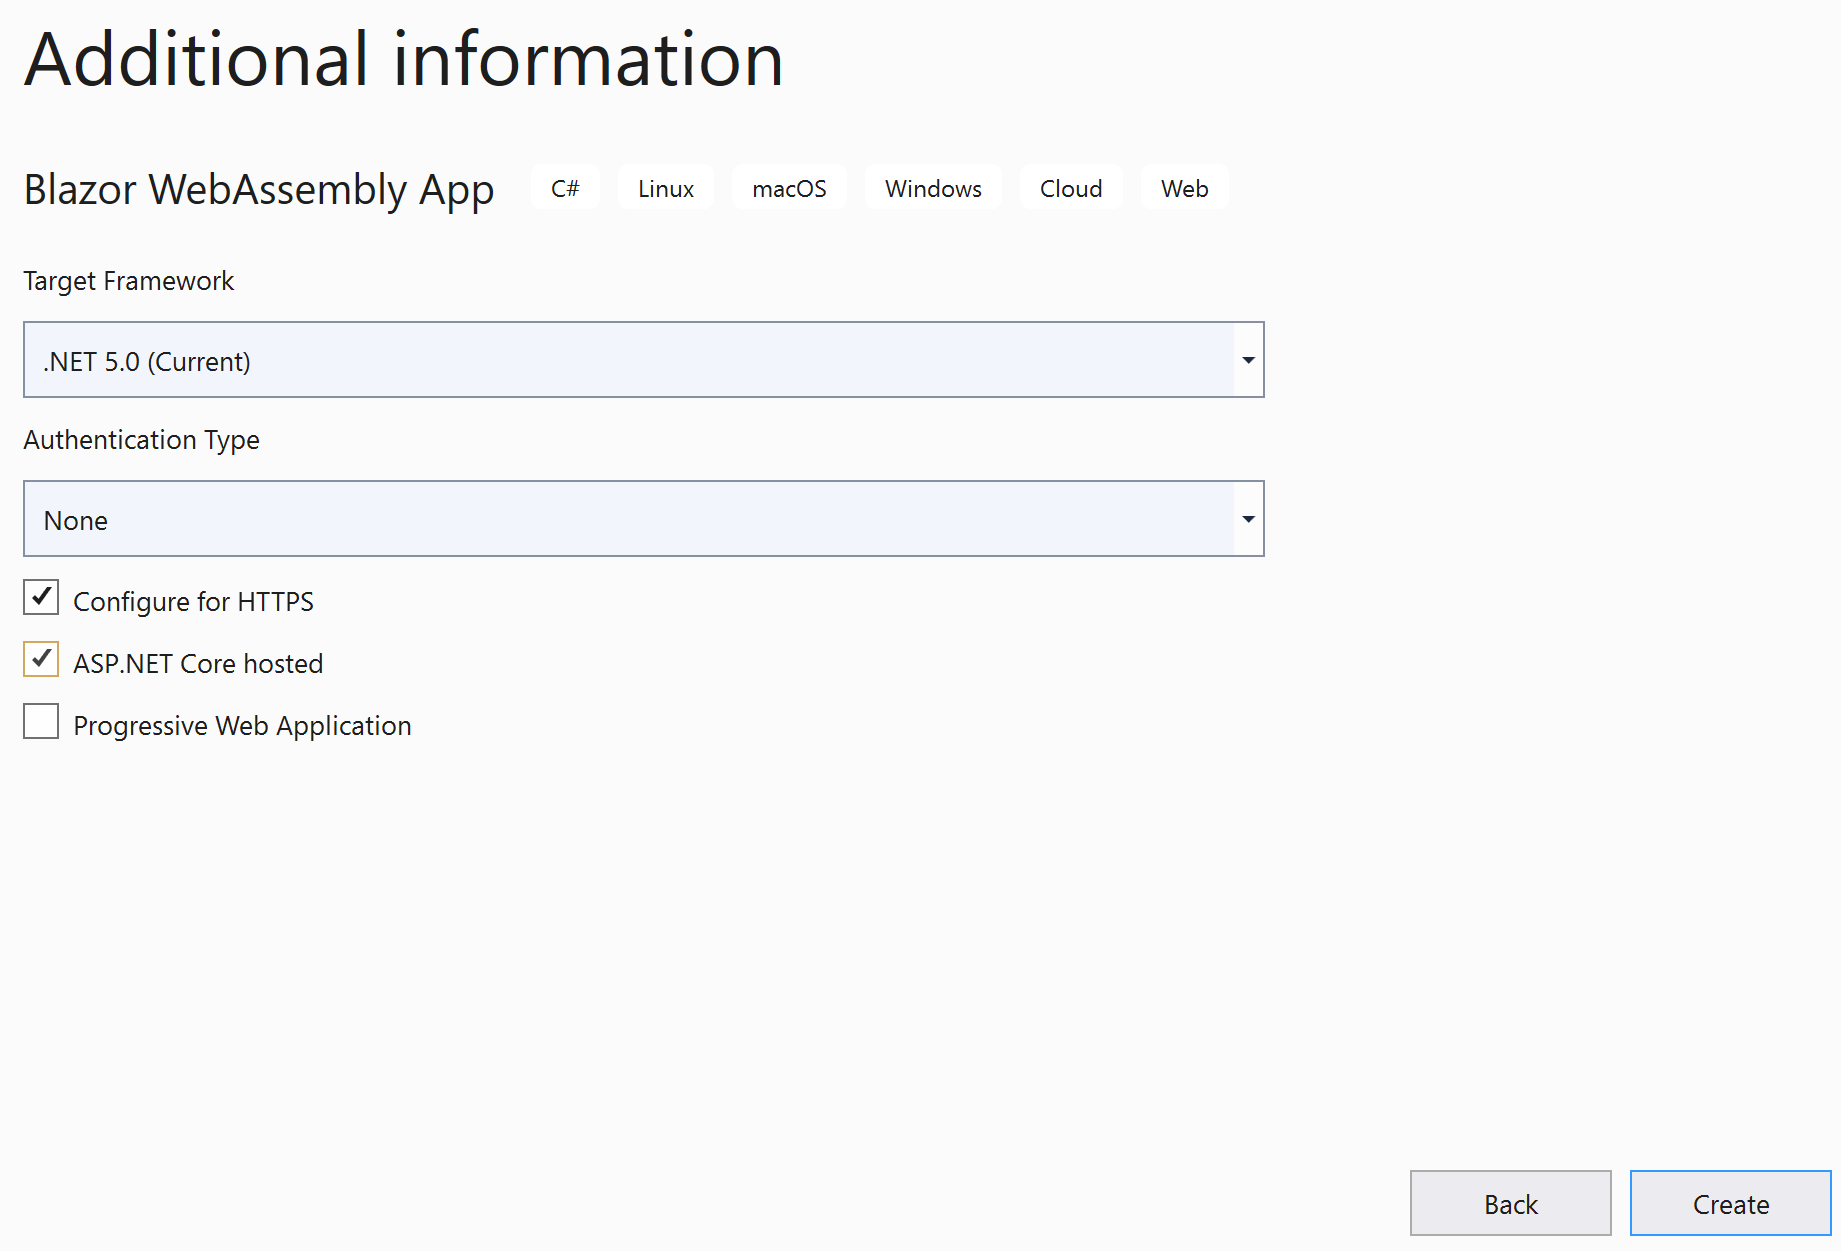 Additional information
Blazor WebAssembly App C# Linux macOS Windows Cloud Web
Target Framework
.NET 5.0 (Current)
Authentication Type
None
Configure for HTTPS
ASP.NET Core hosted
Progressive Web Application
Back Create